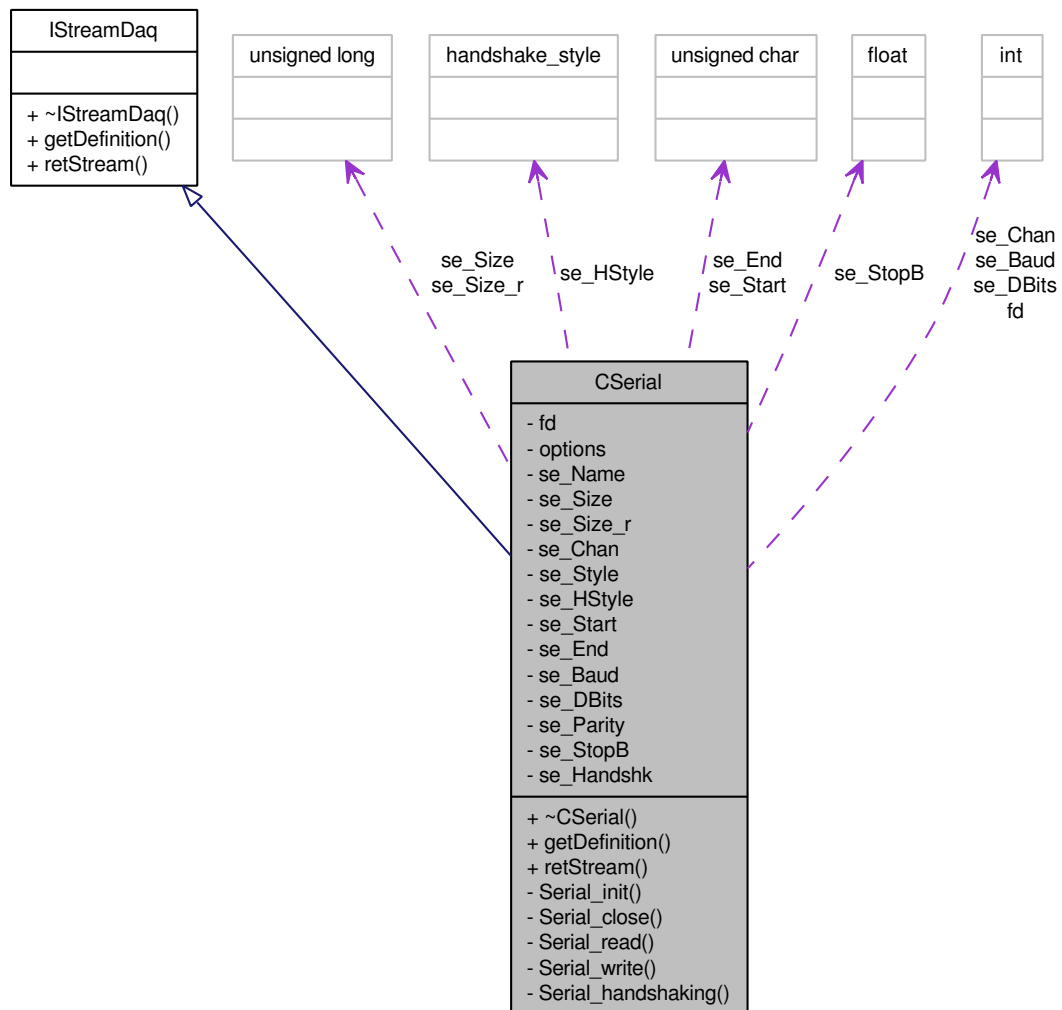 IStreamDaq
+ ~IStreamDaq()
+ getDefinition()
+ retStream()
unsigned long
handshake_style
unsigned char
float
int
se_Size
se_Size_r
se_HStyle
se_End
se_Start
se_StopB
se_Chan
se_Baud
se_DBits
fd
CSerial
- fd
- options
- se_Name
- se_Size
- se_Size_r
- se_Chan
- se_Style
- se_HStyle
- se_Start
- se_End
- se_Baud
- se_DBits
- se_Parity
- se_StopB
- se_Handshk
+ ~CSerial()
+ getDefinition()
+ retStream()
- Serial_init()
- Serial_close()
- Serial_read()
- Serial_write()
- Serial_handshaking()